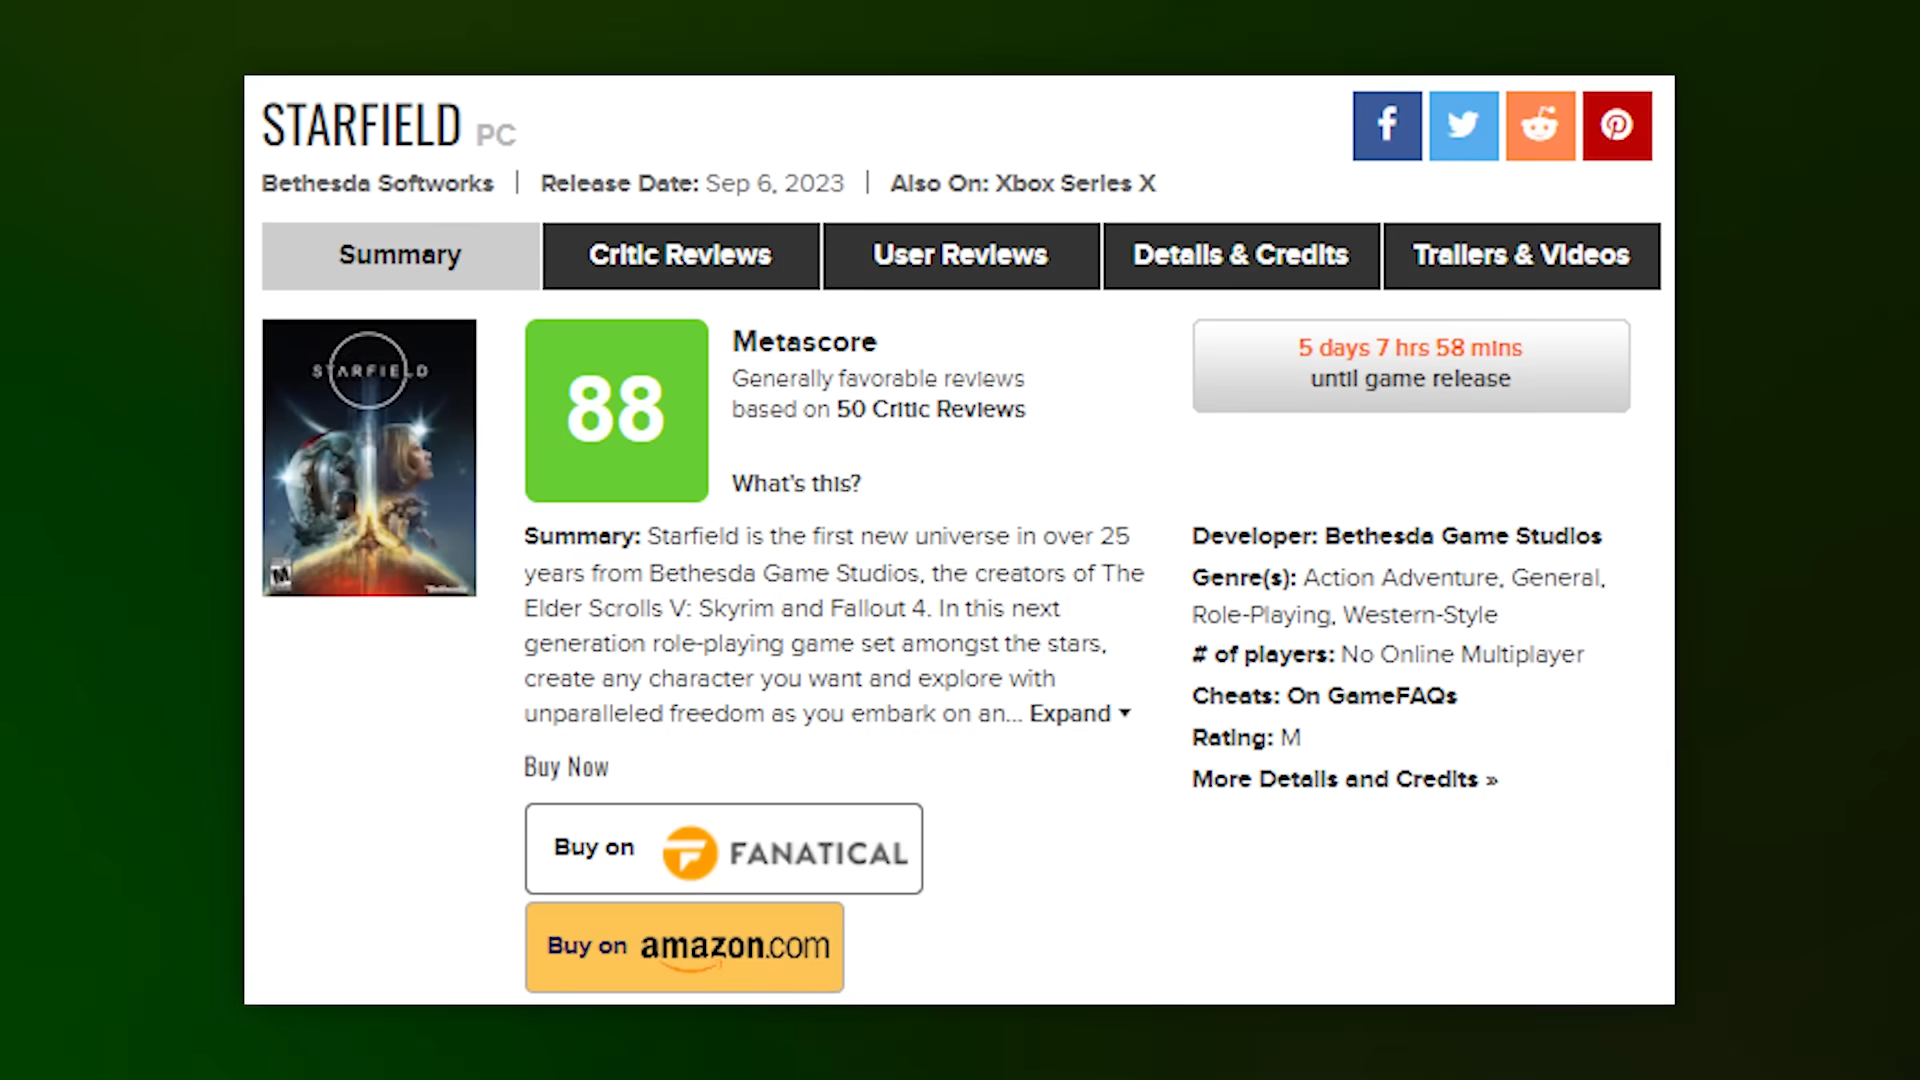 STARFIELD PC
Bethesda Softworks | Release Date: Sep 6, 2023 | Also On: Xbox Series X
Summary
Critic Reviews
User Reviews
Details & Credits
Trailers & Videos
STARFIELD
M
Bethesda
88
Metascore
Generally favorable reviews
based on 50 Critic Reviews
What's this?
5 days 7 hrs 58 mins
until game release
Summary: Starfield is the first new universe in over 25
years from Bethesda Game Studios, the creators of The
Elder Scrolls V: Skyrim and Fallout 4. In this next
generation role-playing game set amongst the stars,
create any character you want and explore with
unparalleled freedom as you embark on an... Expand
Developer: Bethesda Game Studios
Genre(s): Action Adventure, General,
Role-Playing, Western-Style
# of players: No Online Multiplayer
Cheats: On GameFAQs
Rating: M
More Details and Credits »
Buy Now
Buy on FANATICAL
Buy on amazon.com